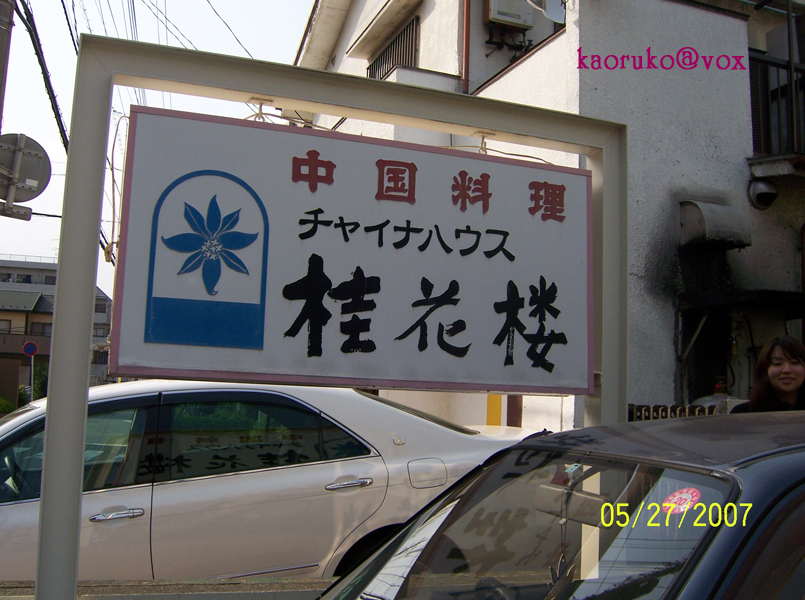 kaoruko@vox
中国料理
チャイナハウス
桂花楼
05/27/2007